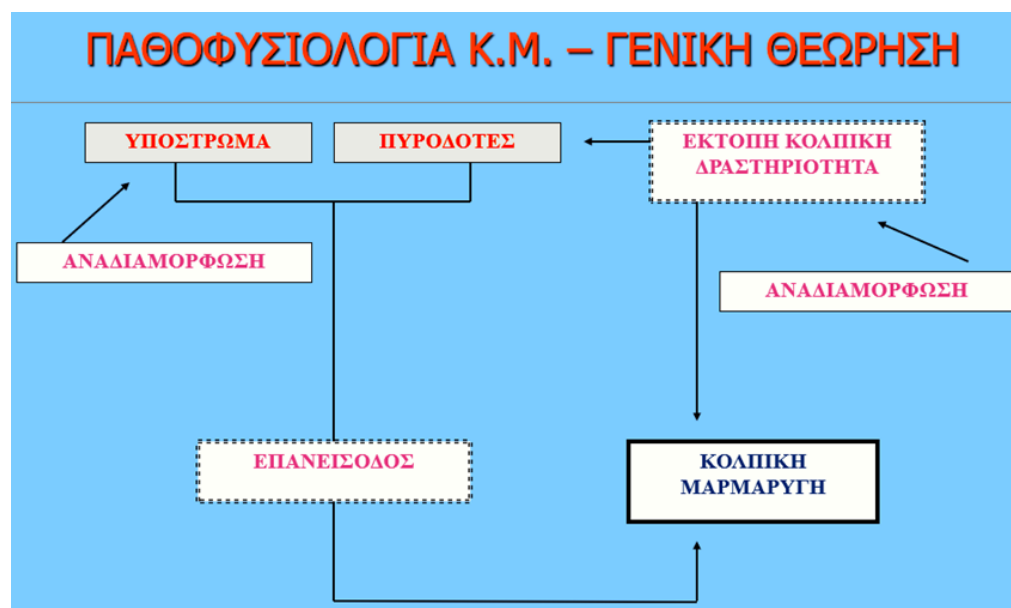 ΠΑΘΟΦΥΣΙΟΛΟΓΙΑ Κ.Μ. – ΓΕΝΙΚΗ ΘΕΩΡΗΣΗ
ΥΠΟΣΤΡΩΜΑ
ΠΥΡΟΔΟΤΕΣ
ΕΚΤΟΠΗ ΚΟΛΠΙΚΗ
ΔΡΑΣΤΗΡΙΟΤΗΤΑ
ΑΝΑΔΙΑΜΟΡΦΩΣΗ
ΑΝΑΔΙΑΜΟΡΦΩΣΗ
ΕΠΑΝΕΙΣΟΔΟΣ
ΚΟΛΠΙΚΗ
ΜΑΡΜΑΡΥΓΗ